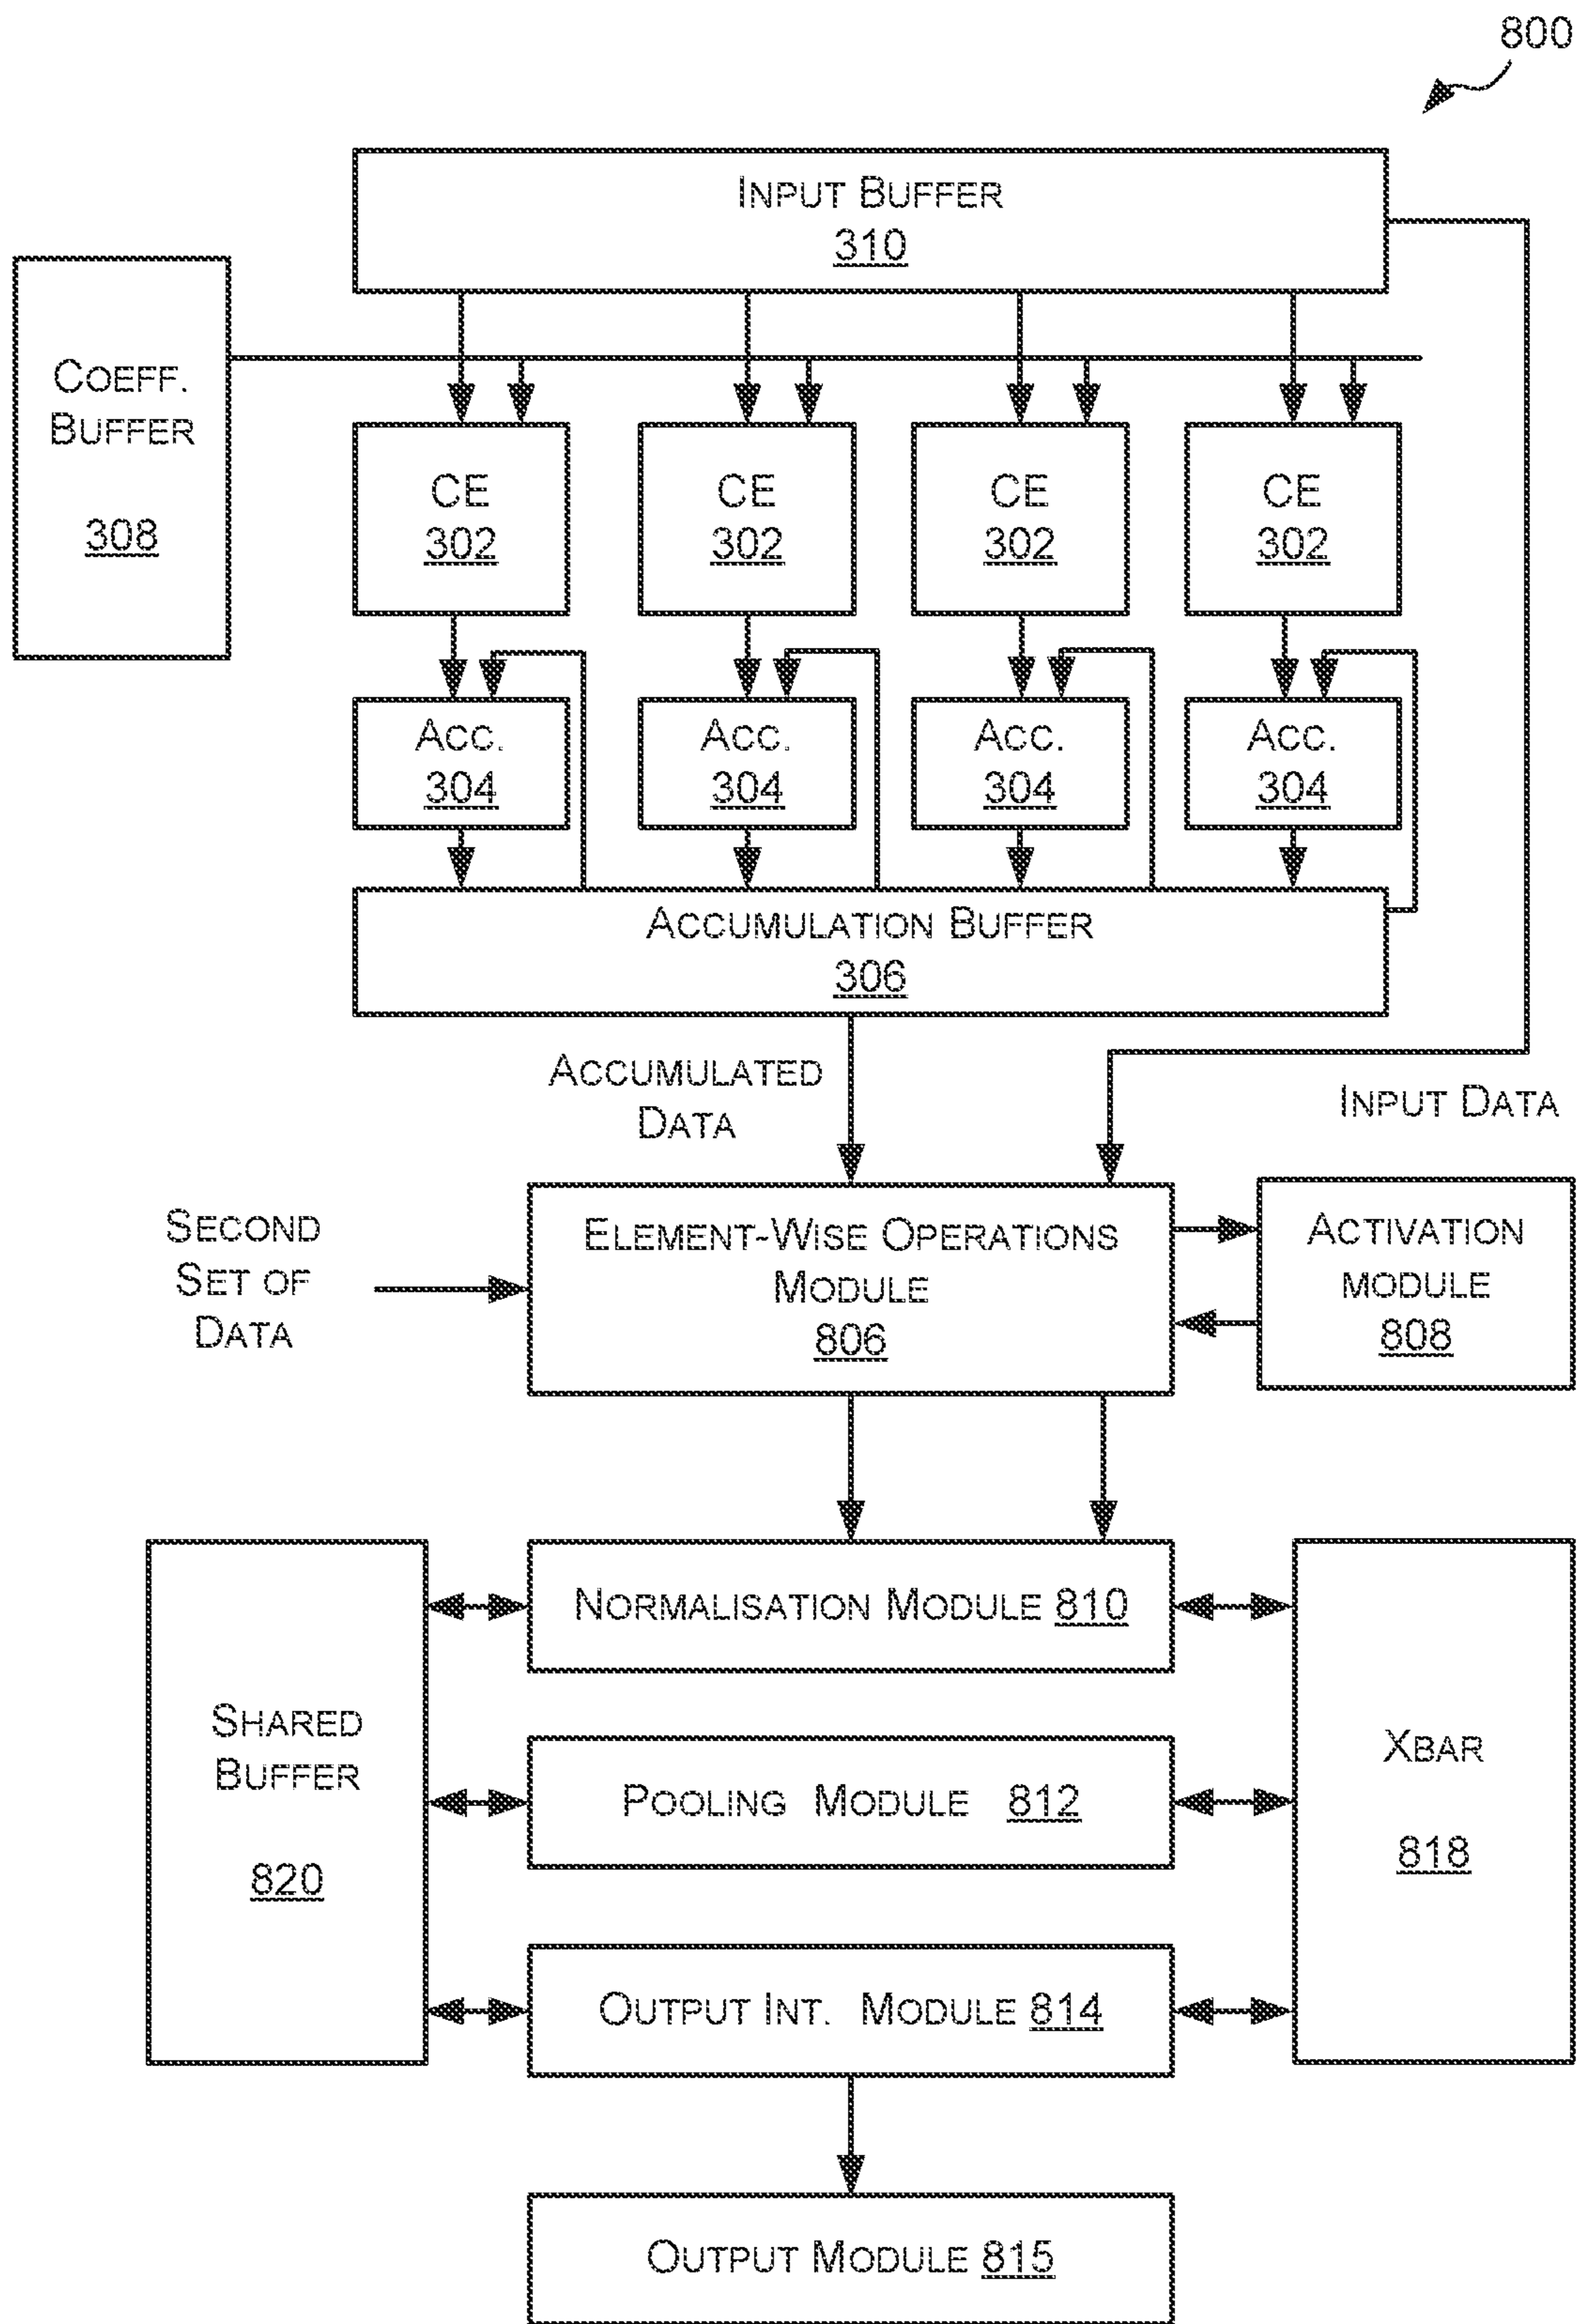 800
INPUT BUFFER
310
COEFF.
BUFFER
308
CE
302
CE
302
CE
302
CE
302
ACC.
304
ACC.
304
ACC.
304
ACC.
304
ACCUMULATION BUFFER
306
ACCUMULATED
DATA
INPUT DATA
SECOND
SET OF
DATA
ELEMENT-WISE OPERATIONS
MODULE
806
ACTIVATION
MODULE
808
NORMALISATION MODULE 810
SHARED
BUFFER
820
POOLING MODULE 812
XBAR
818
OUTPUT INT. MODULE 814
OUTPUT MODULE 815